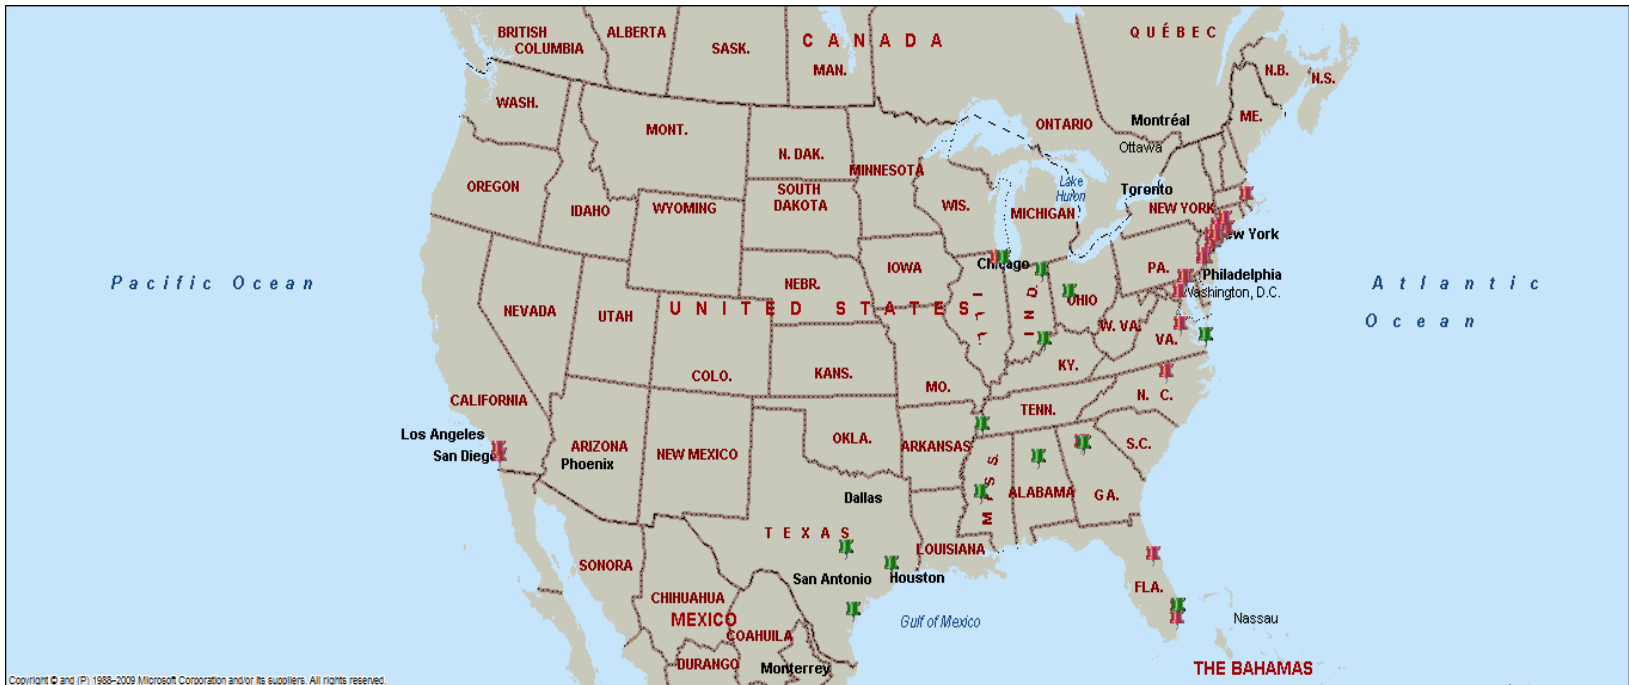 BRITISH
COLUMBIA
ALBERTA
SASK.
CANADA
MAN.
QUÉBEC
N.B.
N.S.
WASH.
MONT.
N. DAK.
MINNESOTA
ONTARIO
Montréal
Ottawa
ME.
OREGON
IDAHO
WYOMING
SOUTH
DAKOTA
WIS.
MICHIGAN
Lake
Huron
Toronto
NEW YORK
ew York
Pacific Ocean
NEVADA
UTAH
NEBR.
IOWA
Chicago
ILL.
IND.
OHIO
PA.
Philadelphia
Washington, D.C.
Atlantic
Ocean
UNITED STATES
COLO.
KANS.
MO.
KY.
W. VA.
VA.
CALIFORNIA
Los Angeles
San Diego
ARIZONA
Phoenix
NEW MEXICO
OKLA.
ARKANSAS
TENN.
N. C.
S.C.
Dallas
MISS.
ALABAMA
GA.
TEXAS
LOUISIANA
San Antonio
Houston
FLA.
SONORA
CHIHUAHUA
MEXICO
COAHUILA
DURANGO
Monterrey
Gulf of Mexico
Nassau
THE BAHAMAS
Copyright © and (P) 1988–2009 Microsoft Corporation and/or its suppliers. All rights reserved.